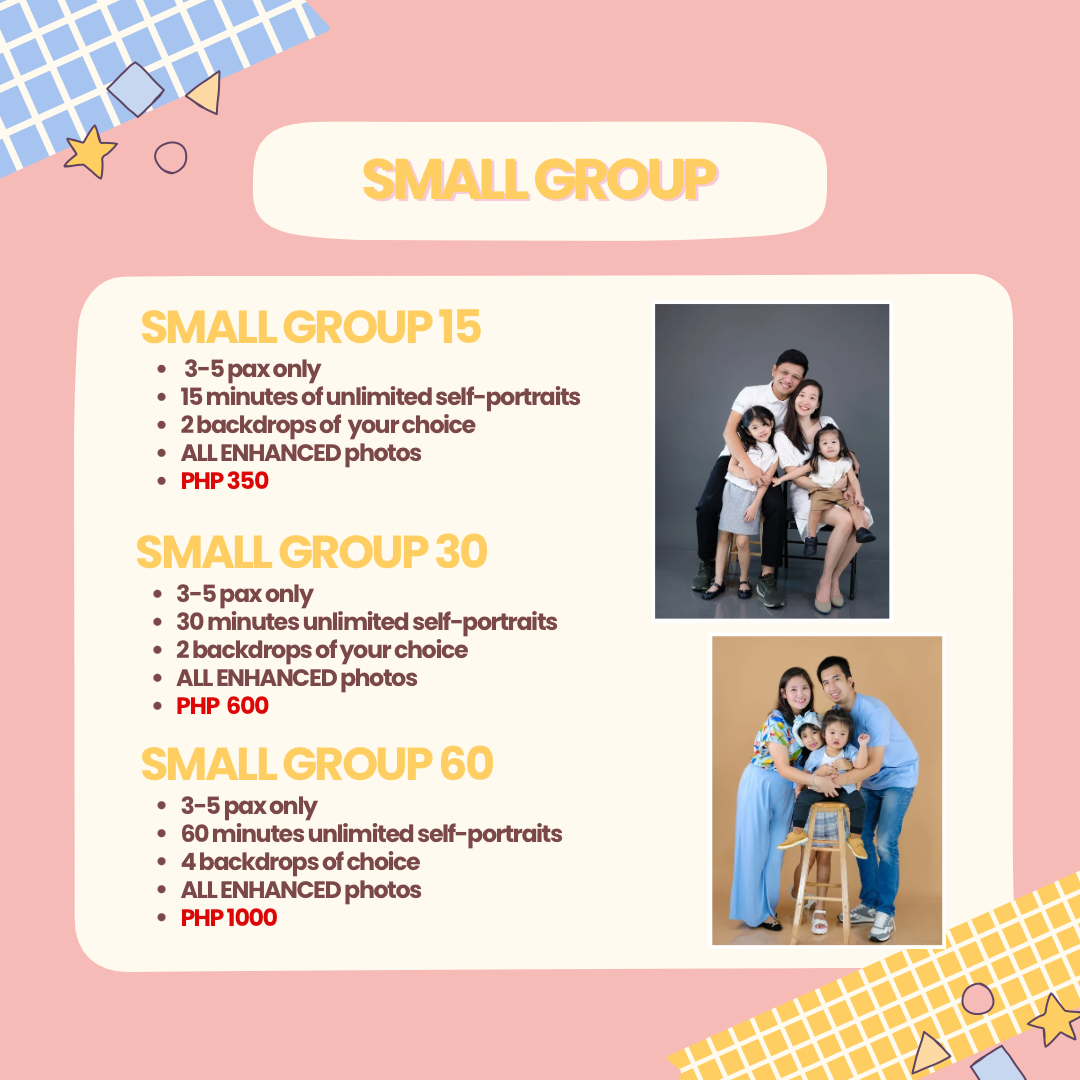 SMALL GROUP
SMALL GROUP 15
• 3-5 pax only
• 15 minutes of unlimited self-portraits
• 2 backdrops of your choice
• ALL ENHANCED photos
• PHP 350
SMALL GROUP 30
• 3-5 pax only
• 30 minutes unlimited self-portraits
• 2 backdrops of your choice
• ALL ENHANCED photos
• PHP 600
SMALL GROUP 60
• 3-5 pax only
• 60 minutes unlimited self-portraits
• 4 backdrops of choice
• ALL ENHANCED photos
• PHP 1000